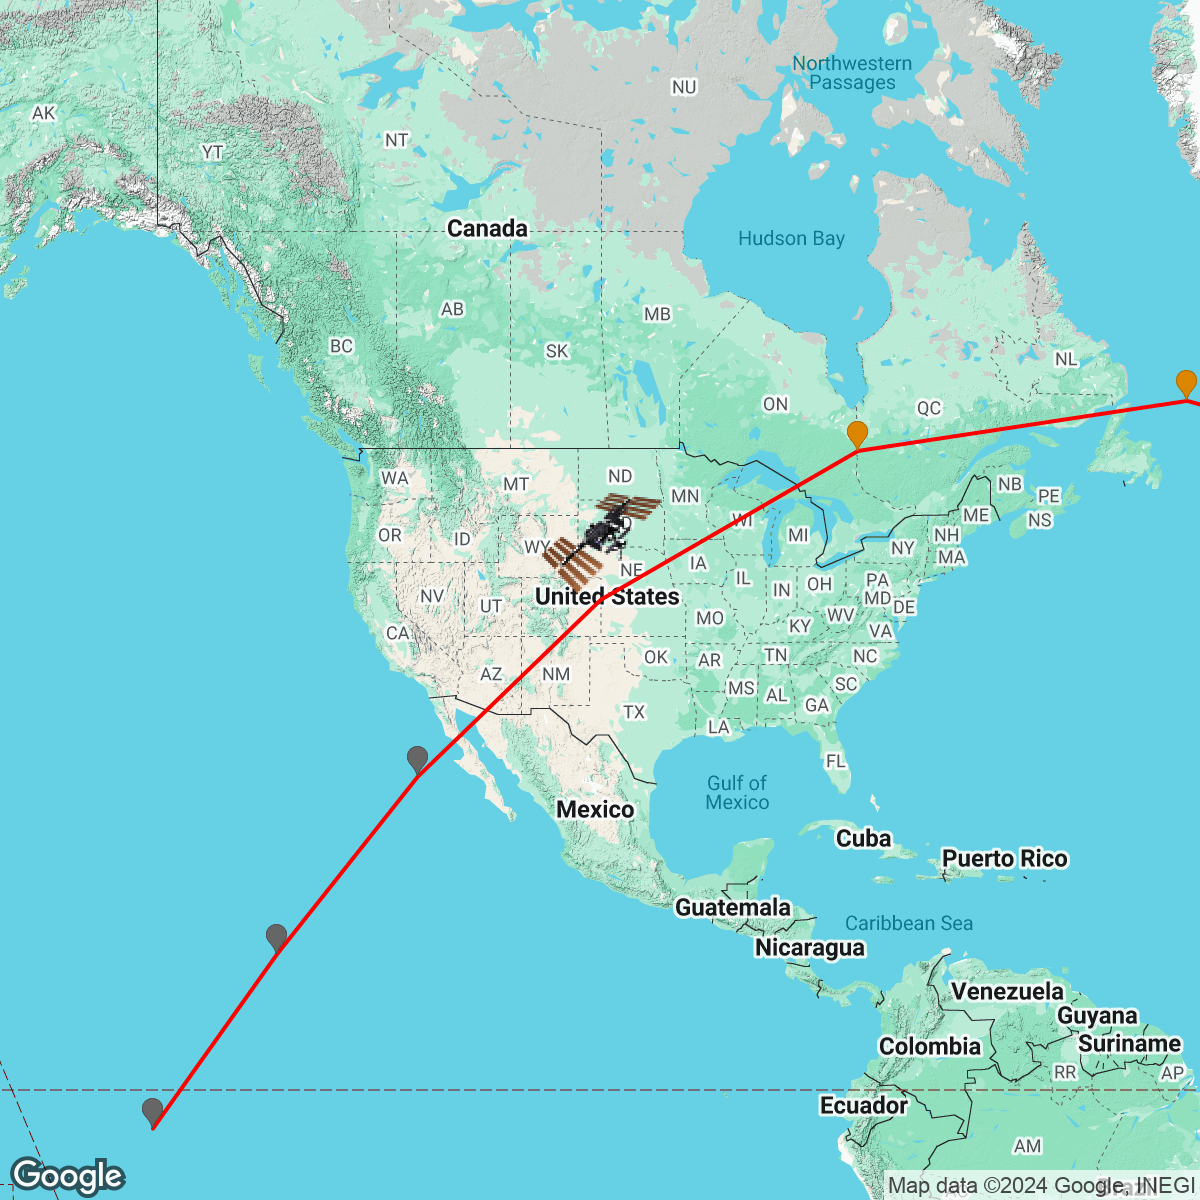 Northwestern
Passages
NU
AK
NT
YT
Canada
Hudson Bay
AB
MB
BC
SK
NL
ON
QC
WA
MT
ND
MN
NB
PE
ME
NS
OR
ID
WY
WI
MI
NH
NY
MA
NE
IA
IL
IN
OH
PA
MD
DE
NV
UT
United States
MO
KY
WV
VA
CA
OK
AR
TN
NC
AZ
NM
MS
AL
SC
GA
TX
LA
FL
Gulf of
Mexico
Mexico
Cuba
Puerto Rico
Guatemala
Caribbean Sea
Nicaragua
Venezuela
Guyana
Colombia
Suriname
RR
AP
Ecuador
AM
Google
Map data ©2024 Google, INEGI